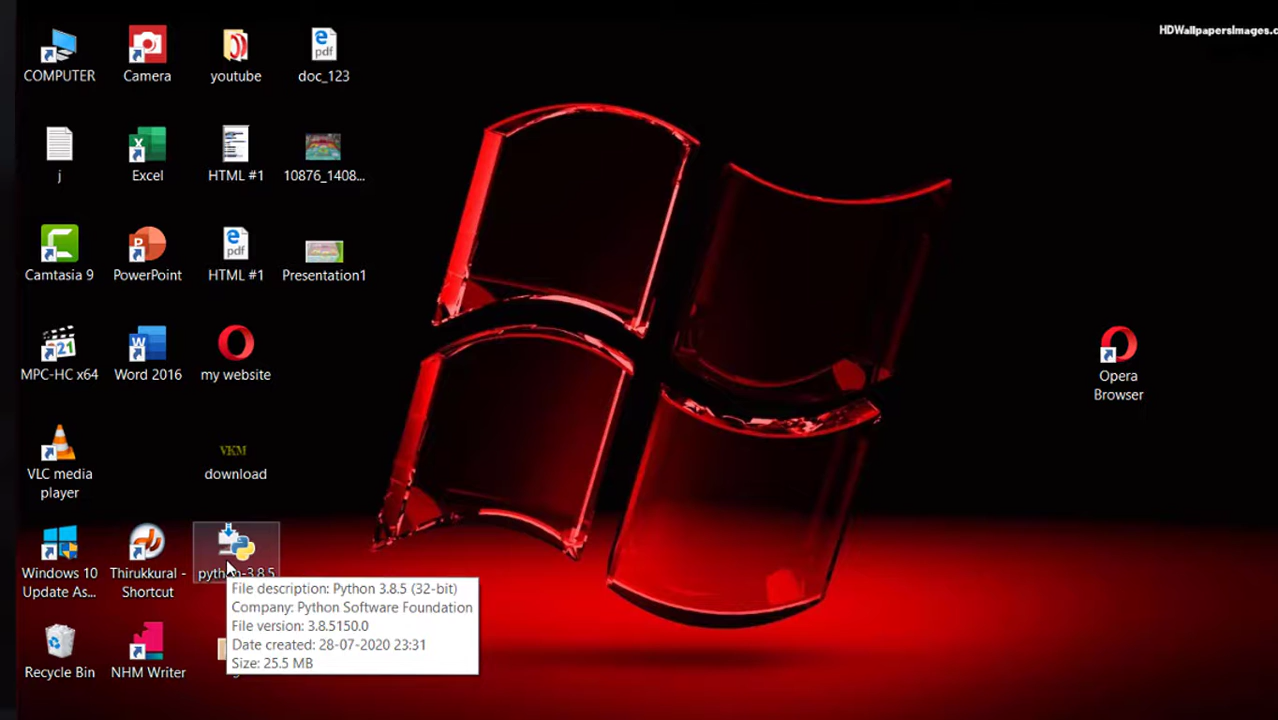 HDWallpapersImages.c
COMPUTER
Camera
youtube
doc_123
j
Excel
HTML #1
10876_1408...
Camtasia 9
PowerPoint
HTML #1
Presentation1
MPC-HC x64
Word 2016
my website
Opera
Browser
VLC media
player
VKM
download
Windows 10
Update As...
Thirukkural -
Shortcut
python-3.8.5
File description: Python 3.8.5 (32-bit)
Company: Python Software Foundation
File version: 3.8.5150.0
Date created: 28-07-2020 23:31
Size: 25.5 MB
Recycle Bin
NHM Writer